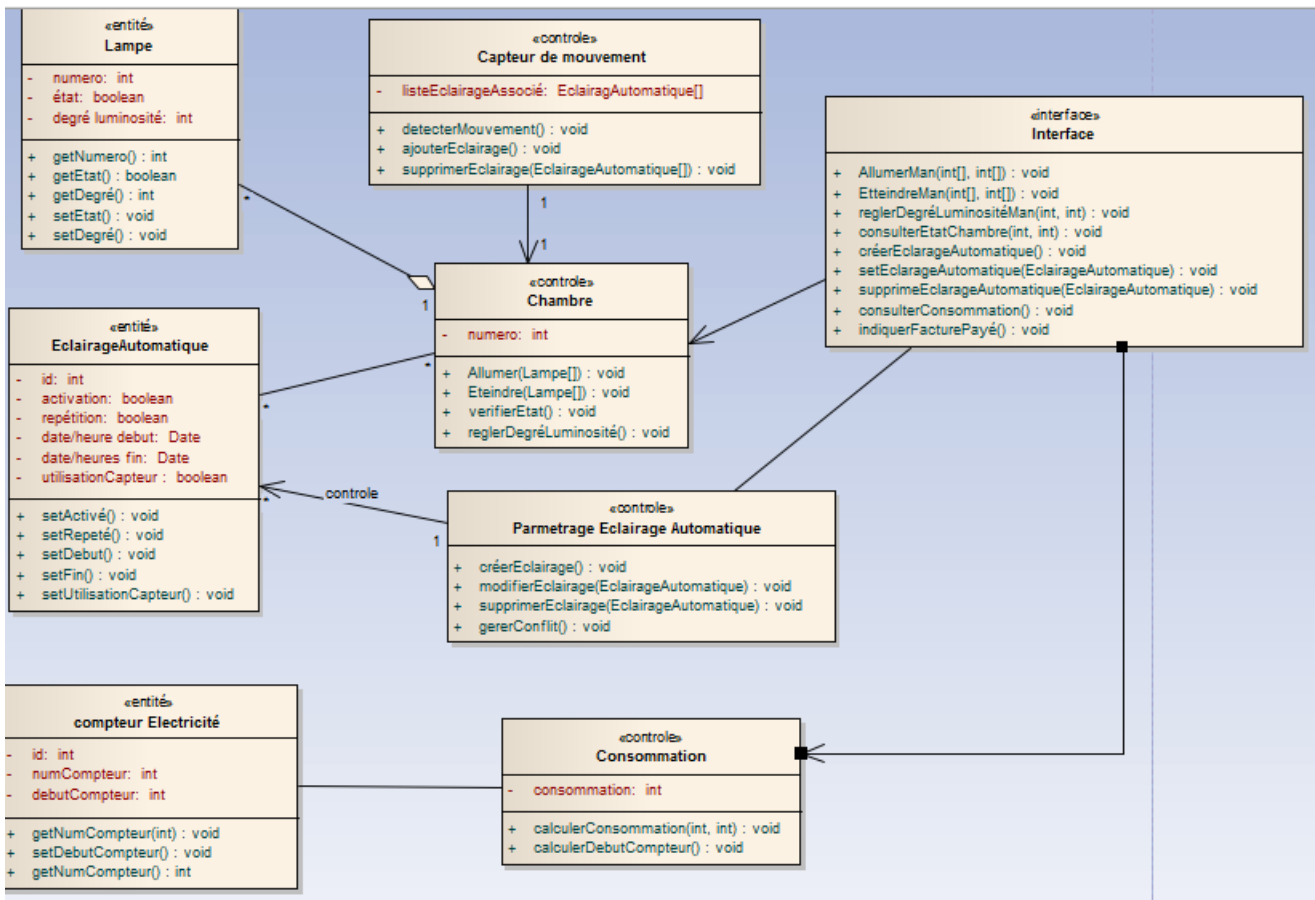 «entité»
Lampe
- numero: int
- état: boolean
- degré luminosité: int
+ getNumero() : int
+ getEtat() : boolean
+ getDegré() : int
+ setEtat() : void
+ setDegré() : void
«controle»
Capteur de mouvement
- listeEclairageAssocié: EclairagAutomatique[]
+ detecterMouvement() : void
+ ajouterEclairage() : void
+ supprimerEclairage(EclairageAutomatique[]) : void
«interface»
Interface
+ AllumerMan(int[], int[]) : void
+ EtteindreMan(int[], int[]) : void
+ reglerDegréLuminositéMan(int, int) : void
+ consulterEtatChambre(int, int) : void
+ créerEclarageAutomatique() : void
+ setEclarageAutomatique(EclairageAutomatique) : void
+ supprimeEclarageAutomatique(EclairageAutomatique) : void
+ consulterConsommation() : void
+ indiquerFacturePayé() : void
*
1
1
1
«controle»
Chambre
- numero: int
+ Allumer(Lampe[]) : void
+ Eteindre(Lampe[]) : void
+ verifierEtat() : void
+ reglerDegréLuminosité() : void
«entité»
EclairageAutomatique
- id: int
- activation: boolean
- repétition: boolean
- date/heure debut: Date
- date/heures fin: Date
- utilisationCapteur : boolean
+ setActivé() : void
+ setRepeté() : void
+ setDebut() : void
+ setFin() : void
+ setUtilisationCapteur() : void
*
*
*
controle
1
«controle»
Parmetrage Eclairage Automatique
+ créerEclairage() : void
+ modifierEclairage(EclairageAutomatique) : void
+ supprimerEclairage(EclairageAutomatique) : void
+ gererConflit() : void
«entité»
compteur Electricité
- id: int
- numCompteur: int
- debutCompteur: int
+ getNumCompteur(int) : void
+ setDebutCompteur() : void
+ getNumCompteur() : int
«controle»
Consommation
- consommation: int
+ calculerConsommation(int, int) : void
+ calculerDebutCompteur() : void